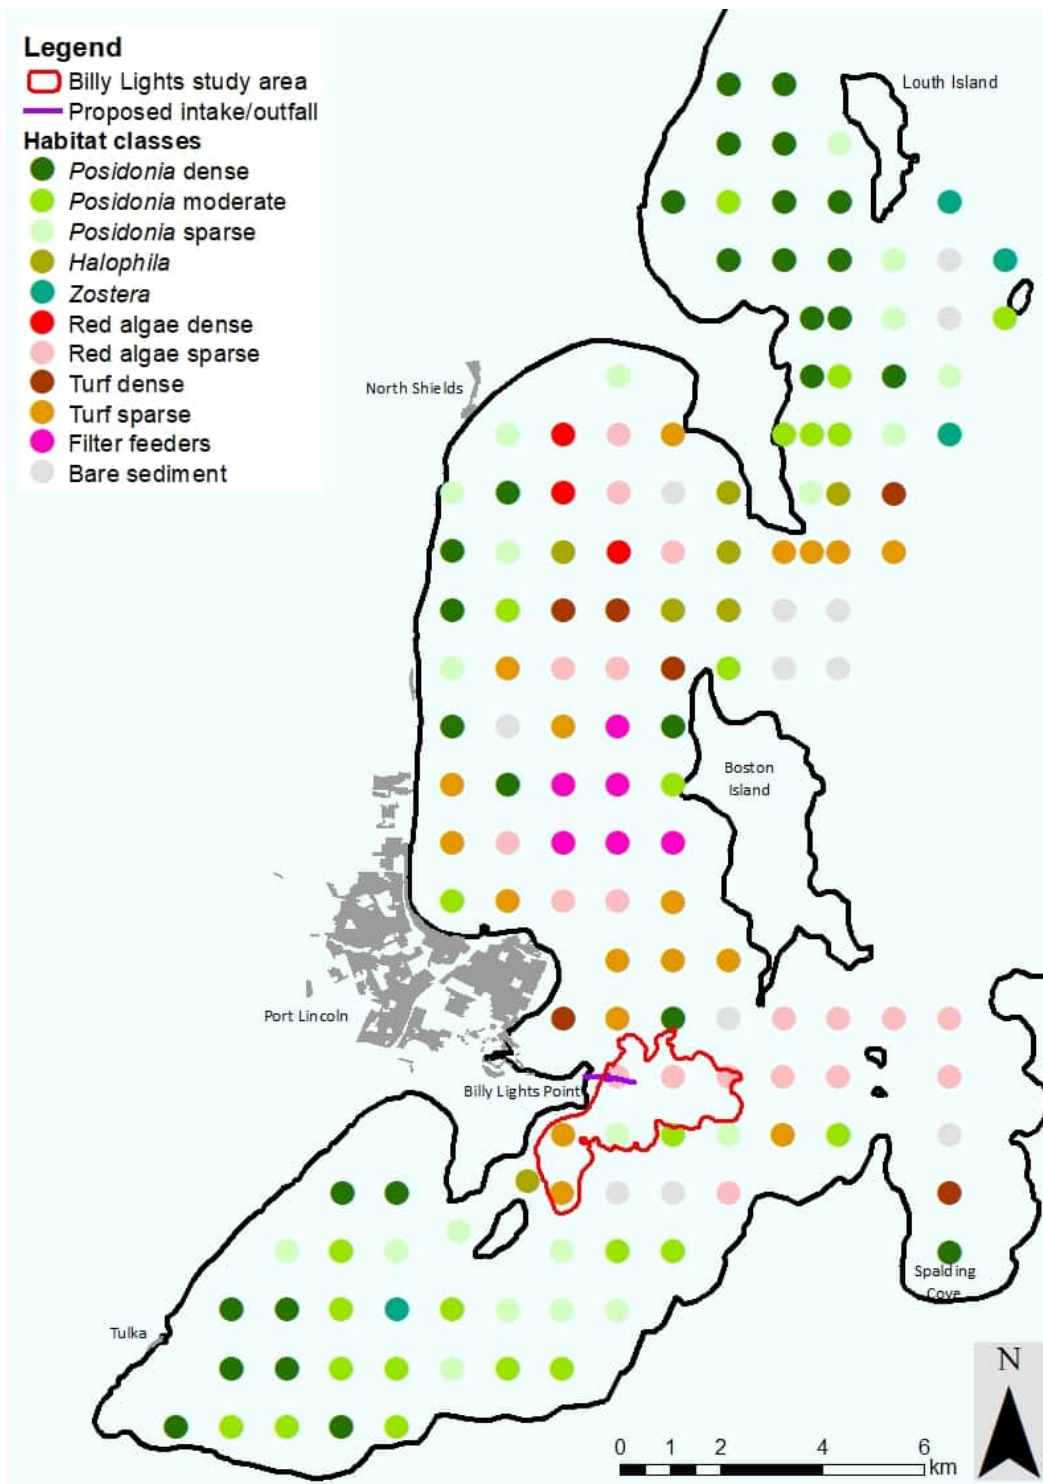 Legend
Billy Lights study area
Proposed intake/outfall
Habitat classes
Posidonia dense
Posidonia moderate
Posidonia sparse
Halophila
Zostera
Red algae dense
Red algae sparse
Turf dense
Turf sparse
Filter feeders
Bare sediment
Louth Island
North Shields
Boston
Island
Port Lincoln
Billy Lights Point
Spalding
Cove
Tulka
N
0 1 2 4 6
km